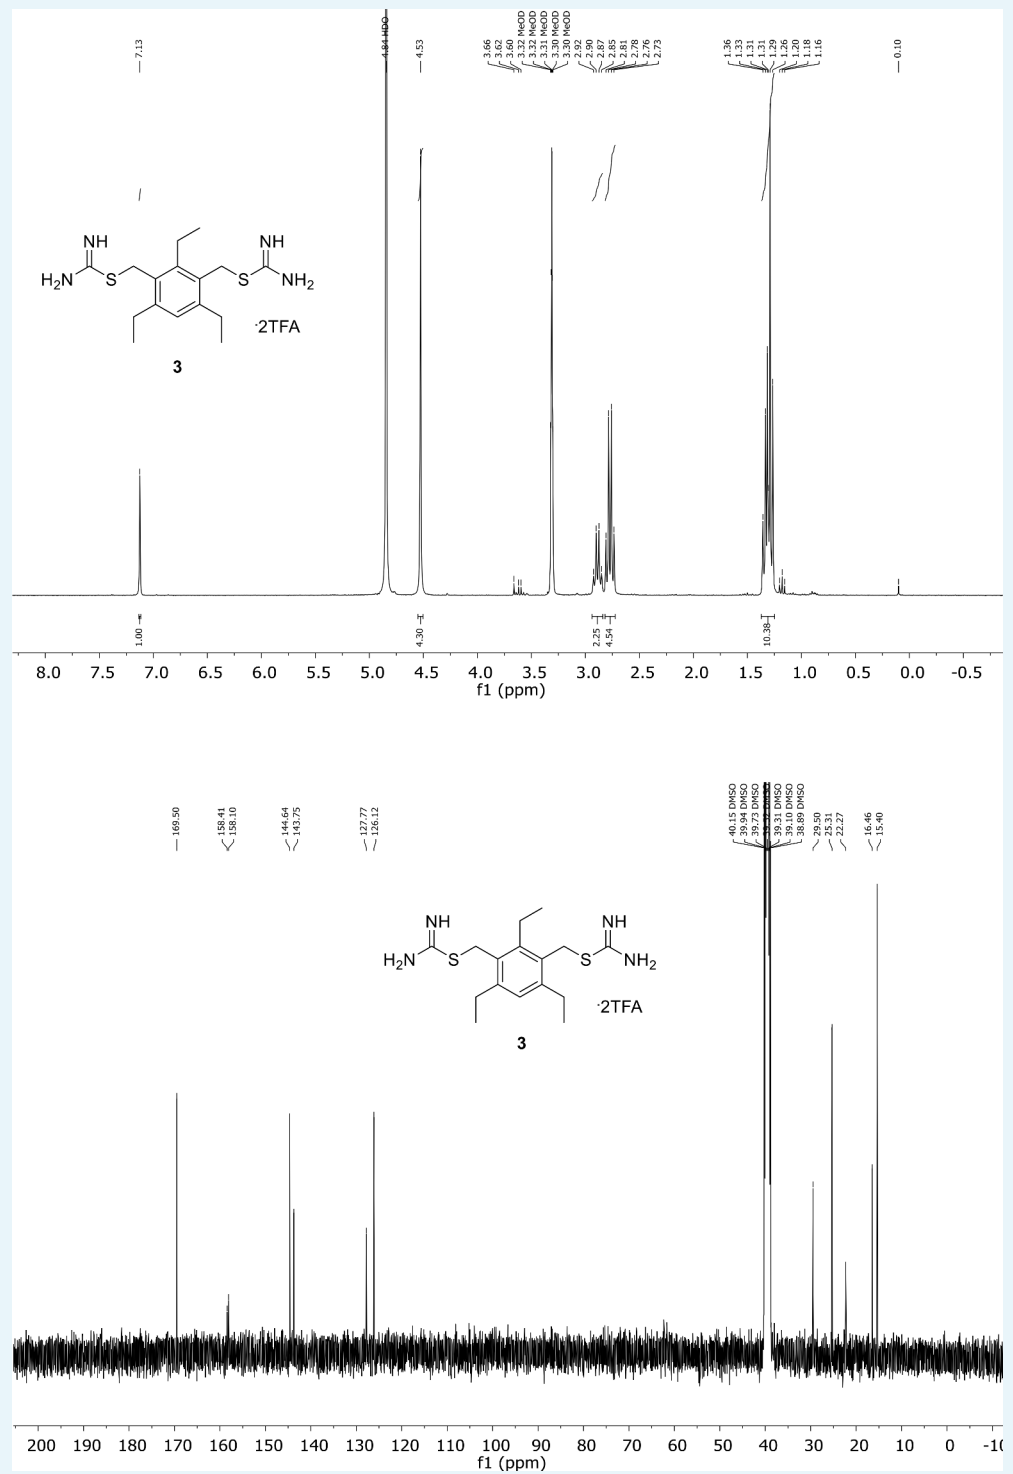 7.13
4.84 HDO
4.53
3.66
3.62
3.60
3.32 MeOD
3.32 MeOD
3.31 MeOD
3.30 MeOD
3.30 MeOD
2.92
2.90
2.87
2.85
2.81
2.78
2.76
2.73
1.36
1.33
1.31
1.31
1.29
1.26
1.20
1.18
1.16
0.10
NH
NH
H2N
S
S
NH2
·2TFA
3
1.00
4.30
2.25
4.54
10.38
8.0 7.5 7.0 6.5 6.0 5.5 5.0 4.5 4.0 3.5 3.0 2.5 2.0 1.5 1.0 0.5 0.0 -0.5
f1 (ppm)
169.50
158.41
158.10
144.64
143.75
127.77
126.12
40.15 DMSO
39.94 DMSO
39.73 DMSO
39.31 DMSO
39.10 DMSO
38.89 DMSO
29.50
25.31
22.27
16.46
15.40
NH
NH
H2N
S
S
NH2
·2TFA
3
200 190 180 170 160 150 140 130 120 110 100 90 80 70 60 50 40 30 20 10 0 -10
f1 (ppm)